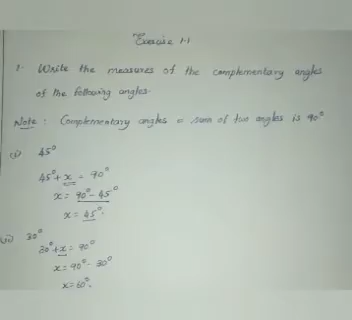 Exercise 1.1
1. Write the measures of the complementary angles
of the following angles.
Note : Complementary angles = sum of two angles is 90°
(i) 45°
45° + x = 90°
x = 90° - 45°
x = 45°.
(ii) 30°
30° + x = 90°
x = 90° - 30°
x = 60°.